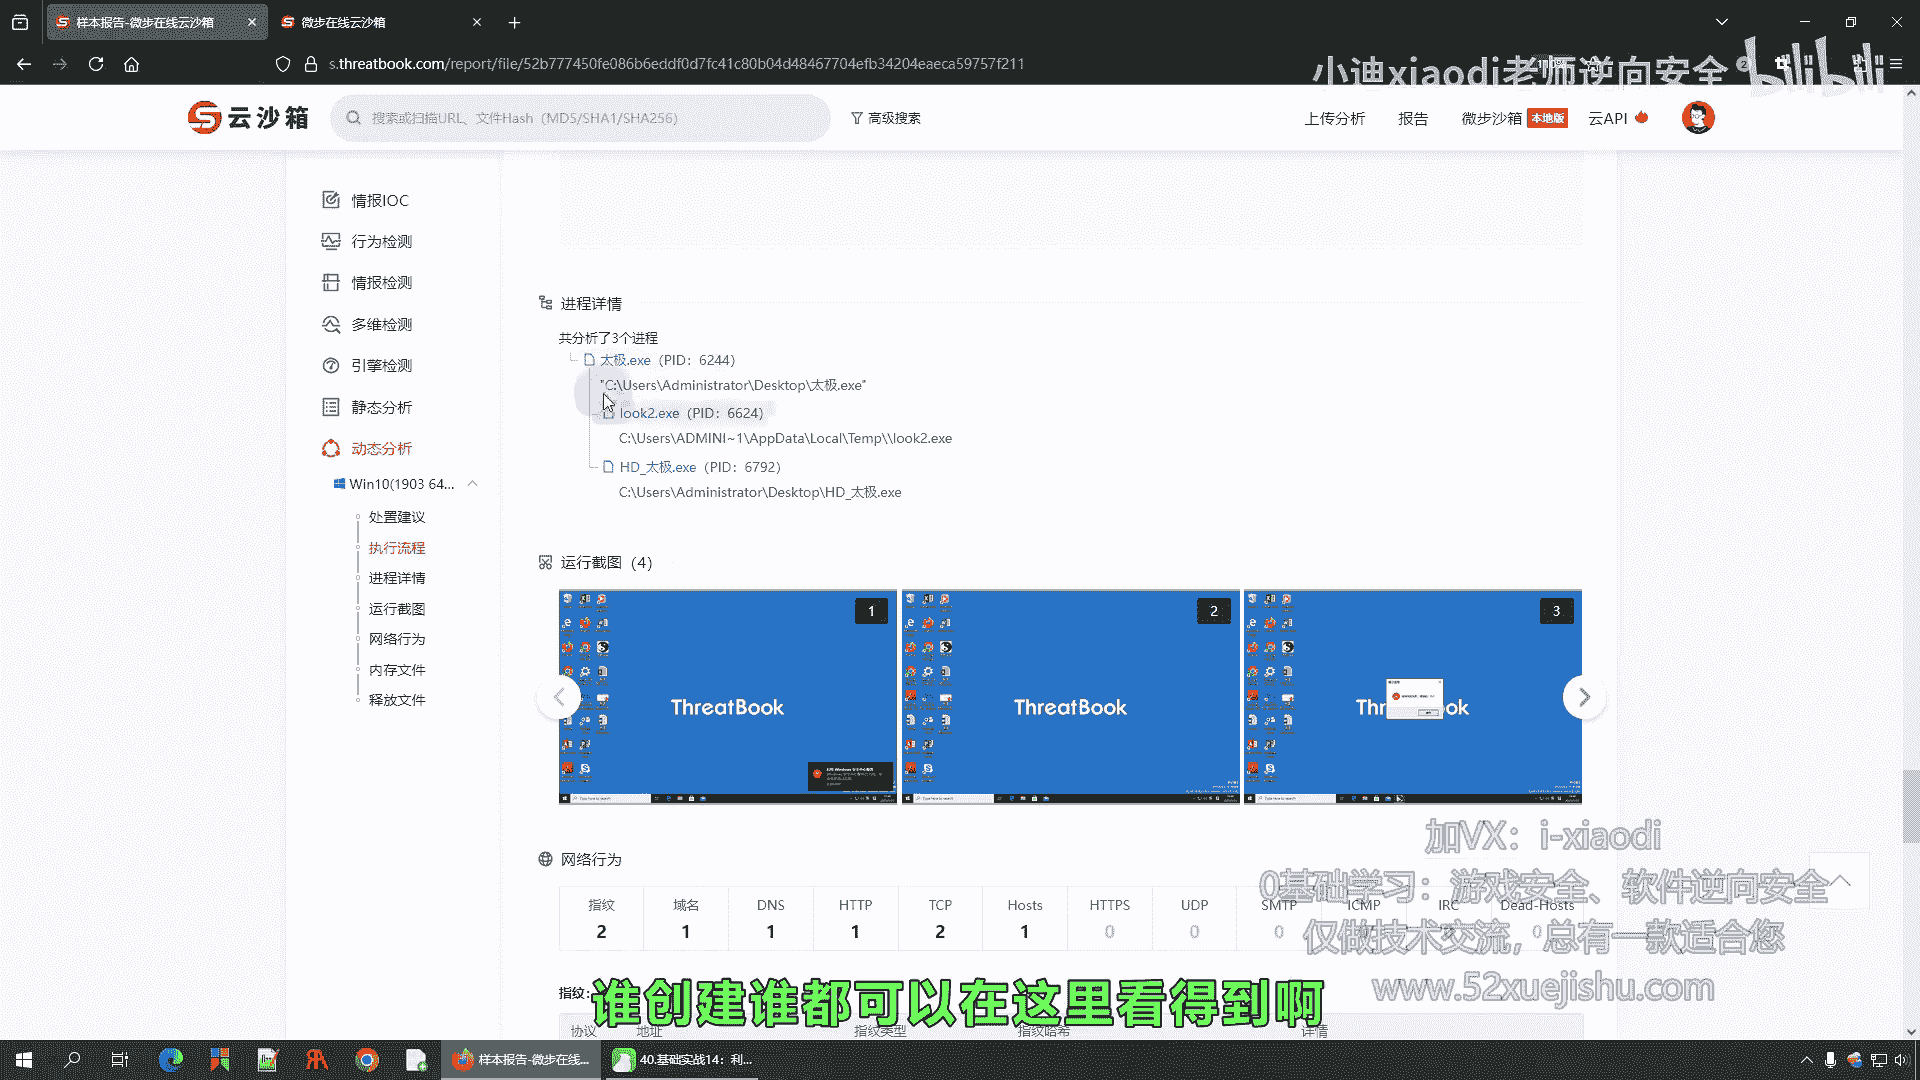 样本报告-微步在线云沙箱
微步在线云沙箱
s.threatbook.com/report/file/52b777450fe086b6eddf0d7fc41c80b04d48467704efb34204eaeca59757f211
小迪xiaodi老师逆向安全
bilibili
云沙箱
搜索或扫描URL、文件Hash（MD5/SHA1/SHA256）
高级搜索
上传分析
报告
微步沙箱 本地版
云API
情报IOC
行为检测
情报检测
多维检测
引擎检测
静态分析
动态分析
Win10(1903 64...
处置建议
执行流程
进程详情
运行截图
网络行为
内存文件
释放文件
进程详情
共分析了3个进程
太极.exe（PID：6244）
"C:\Users\Administrator\Desktop\太极.exe"
look2.exe（PID：6624）
C:\Users\ADMINI~1\AppData\Local\Temp\\look2.exe
HD_太极.exe（PID：6792）
C:\Users\Administrator\Desktop\HD_太极.exe
运行截图（4）
1
ThreatBook
2
ThreatBook
3
网络行为
指纹 域名 DNS HTTP TCP Hosts HTTPS UDP SMTP ICMP IRC Dead-Hosts
2 1 1 1 2 1 0 0 0 0
加VX：i-xiaodi
0基础学习：游戏安全、软件逆向安全
仅做技术交流，总有一款适合您
www.52xuejishu.com
指纹:
谁创建谁都可以在这里看得到啊
协议 地址 指纹类型 指纹哈希 详情
样本报告-微步在线...
40.基础实战14：利...